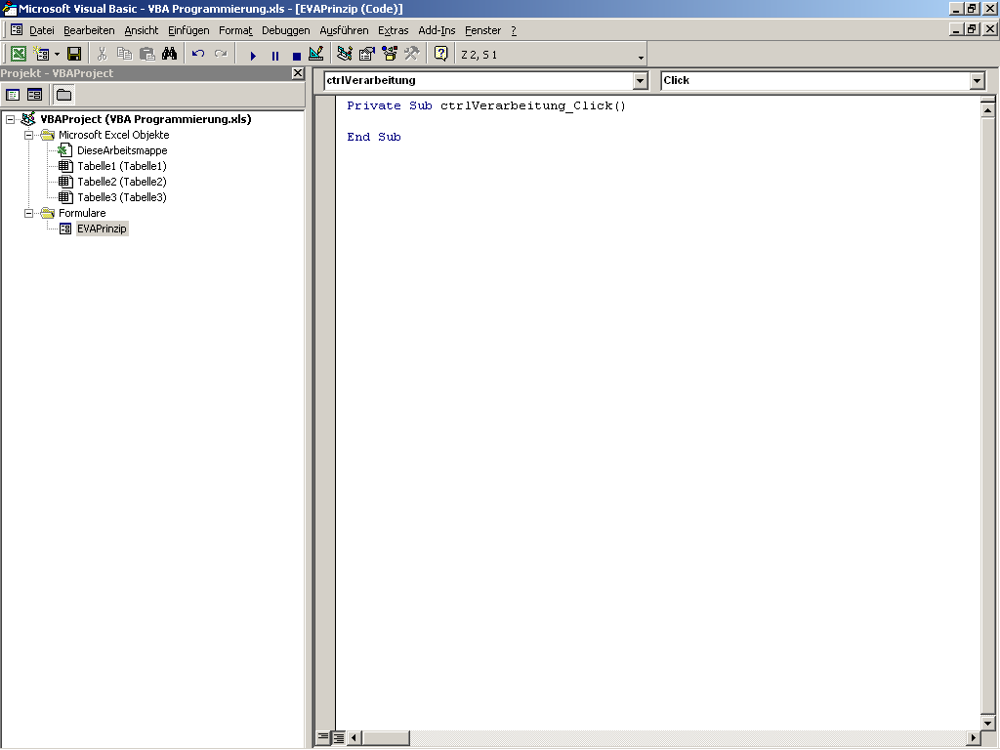 Microsoft Visual Basic - VBA Programmierung.xls - [EVAPrinzip (Code)]
Datei Bearbeiten Ansicht Einfügen Format Debuggen Ausführen Extras Add-Ins Fenster ?
Z 2, S 1
Projekt - VBAProject
ctrlVerarbeitung
Click
VBAProject (VBA Programmierung.xls)
Microsoft Excel Objekte
DieseArbeitsmappe
Tabelle1 (Tabelle1)
Tabelle2 (Tabelle2)
Tabelle3 (Tabelle3)
Formulare
EVAPrinzip
Private Sub ctrlVerarbeitung_Click()
End Sub